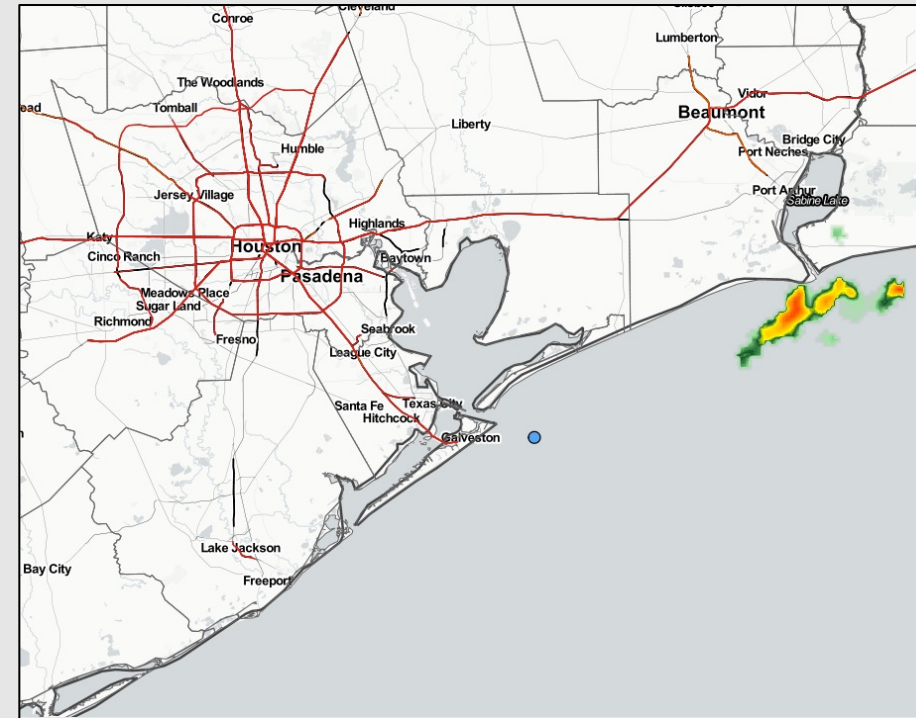 Conroe
Cleveland
Lumberton
The Woodlands
Tomball
ead
Vidor
Beaumont
Liberty
Bridge City
Humble
Port Neches
Jersey Village
Port Arthur
Sabine Lake
Highlands
Katy
Houston
Cinco Ranch
Baytown
Pasadena
Meadows Place
Sugar Land
Richmond
Seabrook
Fresno
League City
Santa Fe
Texas City
Hitchcock
Galveston
Lake Jackson
Bay City
Freeport